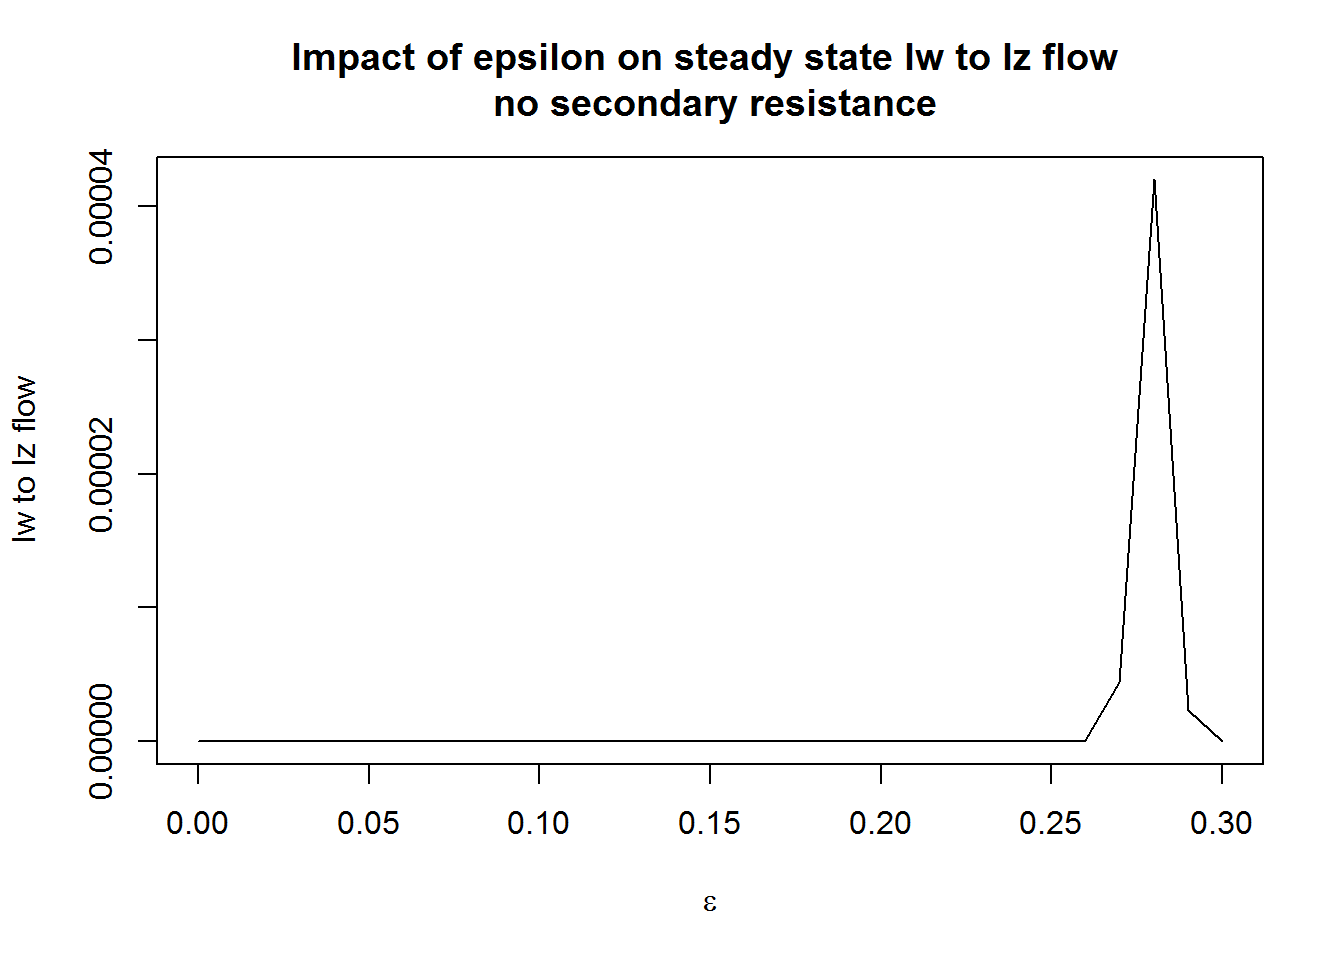 Impact of epsilon on steady state Iw to Iz flow
no secondary resistance
Iw to Iz flow
0.00004
0.00002
0.00000
0.00 0.05 0.10 0.15 0.20 0.25 0.30
ε